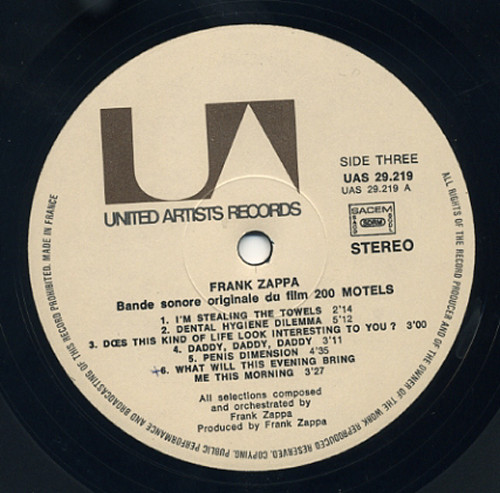 UA
UNITED ARTISTS RECORDS
SIDE THREE
UAS 29.219
UAS 29.219 A
SACEM
SDRM
STEREO
FRANK ZAPPA
Bande sonore originale du film 200 MOTELS
1. I'M STEALING THE TOWELS 2'14
2. DENTAL HYGIENE DILEMMA 5'12
3. DOES THIS KIND OF LIFE LOOK INTERESTING TO YOU ? 3'00
4. DADDY, DADDY, DADDY 3'11
5. PENIS DIMENSION 4'35
6. WHAT WILL THIS EVENING BRING
ME THIS MORNING 3'27
All selections composed
and orchestrated by
Frank Zappa
Produced by Frank Zappa
ALL RIGHTS OF THE RECORD PRODUCER AND OF THE OWNER OF THE WORK REPRODUCED RESERVED. COPYING, PUBLIC PERFORMANCE AND BROADCASTING OF THIS RECORD PROHIBITED. MADE IN FRANCE